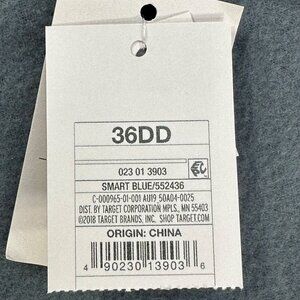 36DD
023 01 3903
SMART BLUE/552436
C-000965-01-001 AU19 50A04-0025
DIST. BY TARGET CORPORATION MPLS., MN 55403
©2018 TARGET BRANDS, INC. SHOP TARGET.COM
ORIGIN: CHINA
4 90230 13903 6